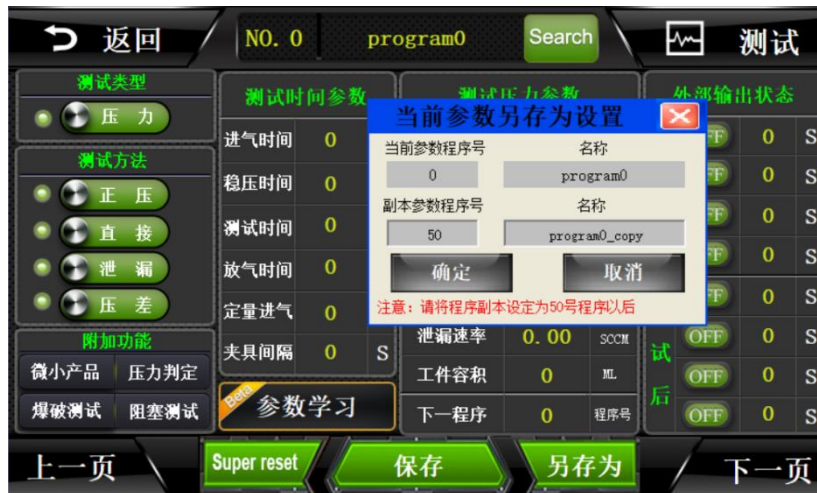 返回 NO. 0 program0 Search 测试
测试类型
压 力
测试方法
正 压
直 接
泄 漏
压 差
附加功能
微小产品 压力判定
爆破测试 阻塞测试
测试时间参数
进气时间 0
稳压时间 0
测试时间 0
放气时间 0
定量进气 0
夹具间隔 0 S
Beta 参数学习
测试压力参数
当前参数另存为设置
当前参数程序号 名称
0 program0
副本参数程序号 名称
50 program0_copy
确定 取消
注意：请将程序副本设定为50号程序以后
泄漏速率 0.00 SCCM
工件容积 0 ML
下一程序 0 程序号
外部输出状态
0 S
0 S
0 S
0 S
0 S
试后
OFF 0 S
OFF 0 S
OFF 0 S
上一页 Super reset 保存 另存为 下一页